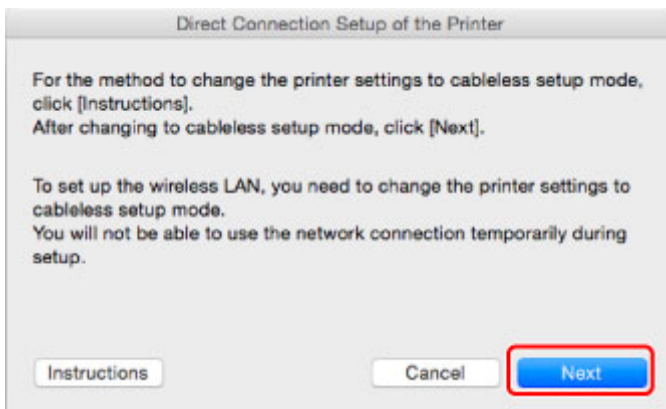 Direct Connection Setup of the Printer
For the method to change the printer settings to cableless setup mode,
click [Instructions].
After changing to cableless setup mode, click [Next].
To set up the wireless LAN, you need to change the printer settings to
cableless setup mode.
You will not be able to use the network connection temporarily during
setup.
Instructions
Cancel
Next